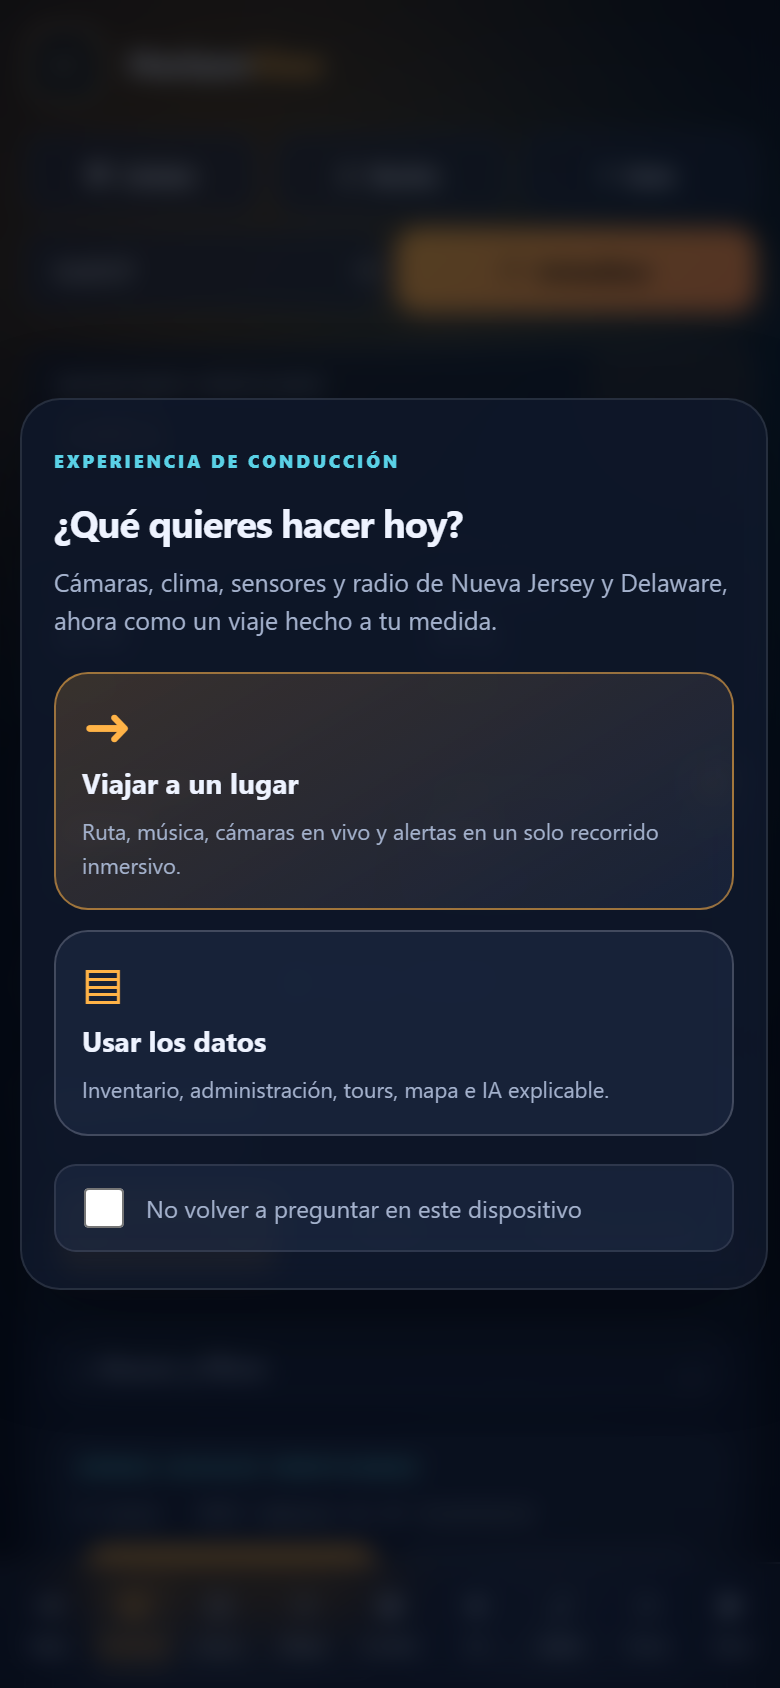 EXPERIENCIA DE CONDUCCIÓN
¿Qué quieres hacer hoy?
Cámaras, clima, sensores y radio de Nueva Jersey y Delaware,
ahora como un viaje hecho a tu medida.
Viajar a un lugar
Ruta, música, cámaras en vivo y alertas en un solo recorrido
inmersivo.
Usar los datos
Inventario, administración, tours, mapa e IA explicable.
No volver a preguntar en este dispositivo